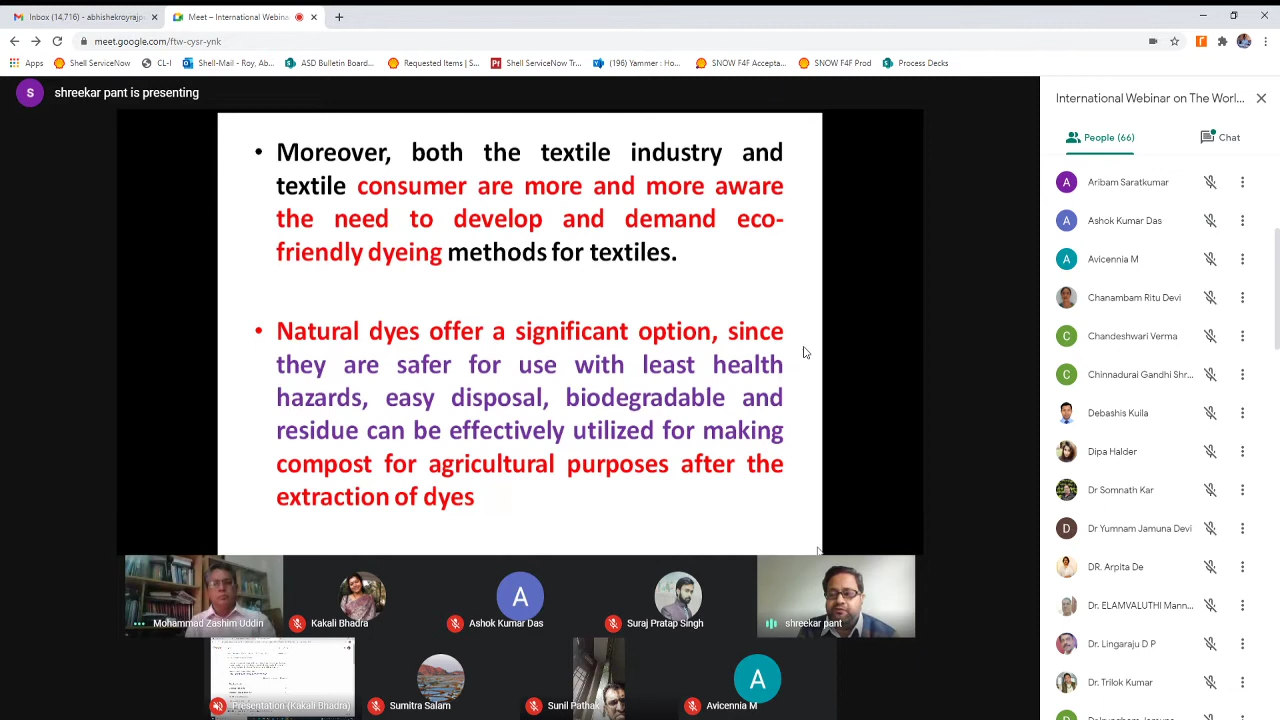 Inbox (14,716) - abhishekroyrajp
Meet – International Webina
meet.google.com/ftw-cysr-ynk
Apps
Shell ServiceNow
CL-I
Shell-Mail - Roy, Ab...
ASD Bulletin Board...
Requested Items | S...
Shell ServiceNow Tr...
(196) Yammer : Ho...
SNOW F4F Accepta...
SNOW F4F Prod
Process Decks
S
shreekar pant is presenting
• Moreover, both the textile industry and
textile consumer are more and more aware
the need to develop and demand eco-
friendly dyeing methods for textiles.
• Natural dyes offer a significant option, since
they are safer for use with least health
hazards, easy disposal, biodegradable and
residue can be effectively utilized for making
compost for agricultural purposes after the
extraction of dyes
Mohammad Zashim Uddin
Kakali Bhadra
A
Ashok Kumar Das
Suraj Pratap Singh
shreekar pant
Presentation (Kakali Bhadra)
Sumitra Salam
Sunil Pathak
A
Avicennia M
International Webinar on The Worl...
People (66)
Chat
A Aribam Saratkumar
A Ashok Kumar Das
A Avicennia M
Chanambam Ritu Devi
C Chandeshwari Verma
C Chinnadurai Gandhi Shr...
Debashis Kuila
Dipa Halder
Dr Somnath Kar
D Dr Yumnam Jamuna Devi
DR. Arpita De
Dr. ELAMVALUTHI Mann...
Dr. Lingaraju D P
Dr. Trilok Kumar